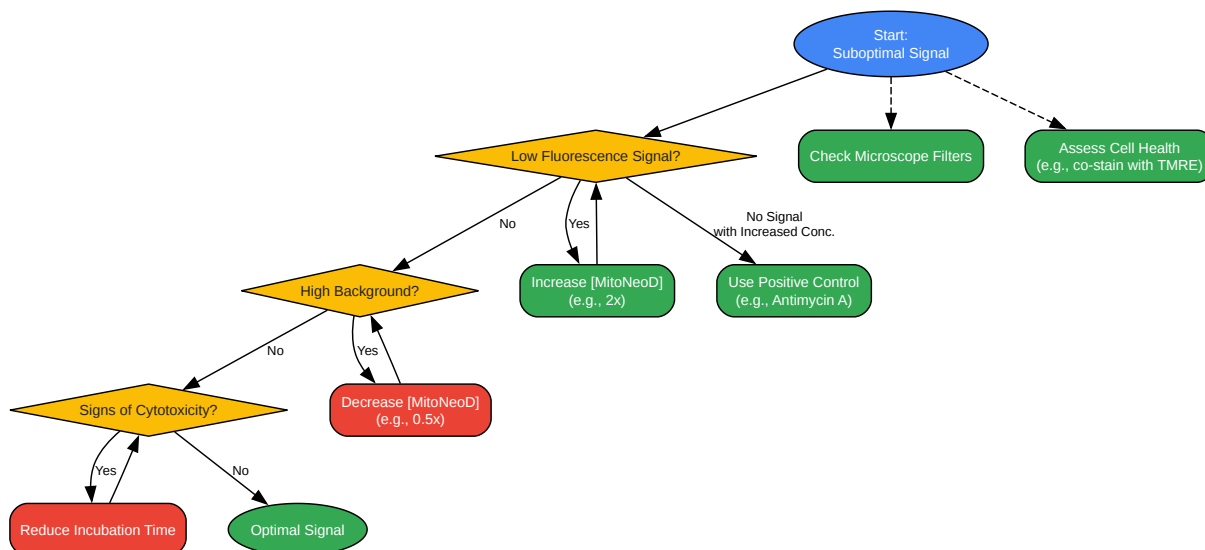 Start:
Suboptimal Signal
Low Fluorescence Signal?
Check Microscope Filters
Assess Cell Health
(e.g., co-stain with TMRE)
No
Yes
No Signal
with Increased Conc.
High Background?
Increase [MitoNeoD]
(e.g., 2x)
Use Positive Control
(e.g., Antimycin A)
No
Yes
Signs of Cytotoxicity?
Decrease [MitoNeoD]
(e.g., 0.5x)
Yes
No
Reduce Incubation Time
Optimal Signal